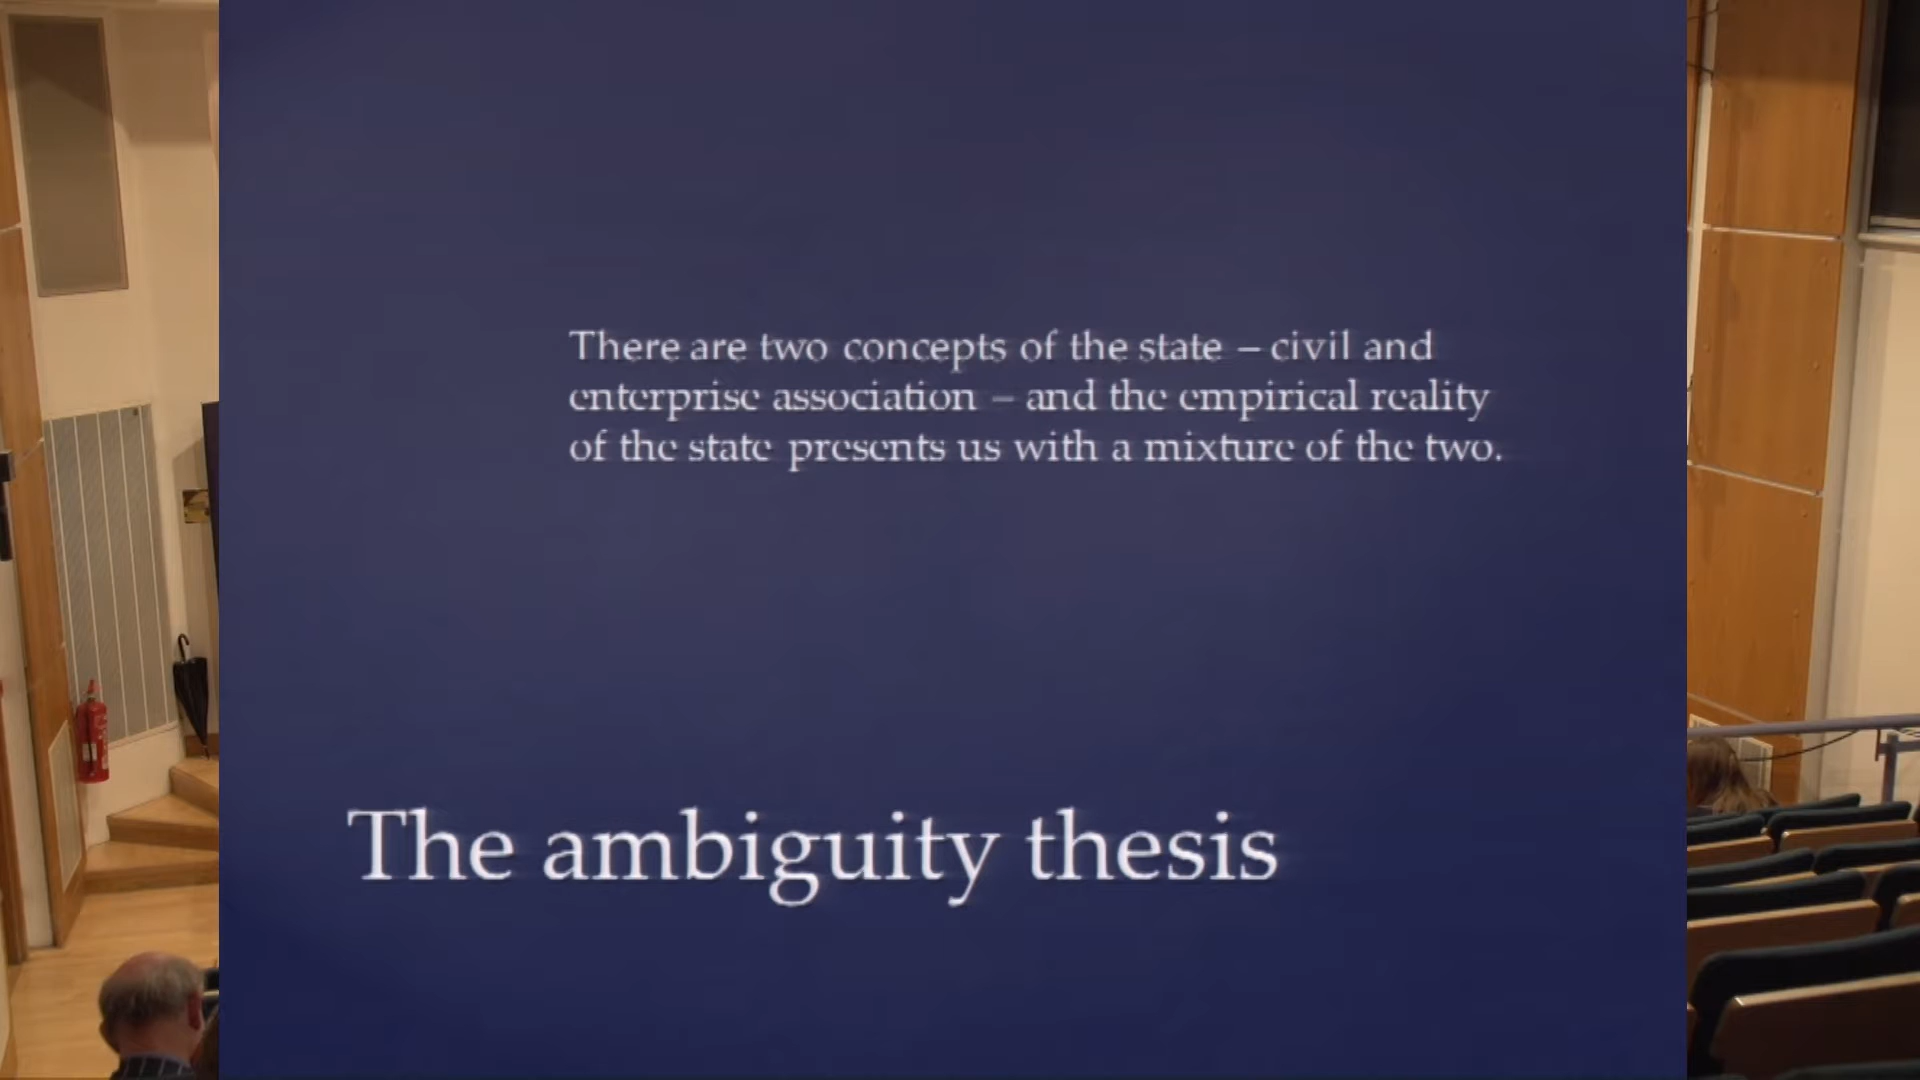 There are two concepts of the state – civil and
enterprise association – and the empirical reality
of the state presents us with a mixture of the two.
The ambiguity thesis